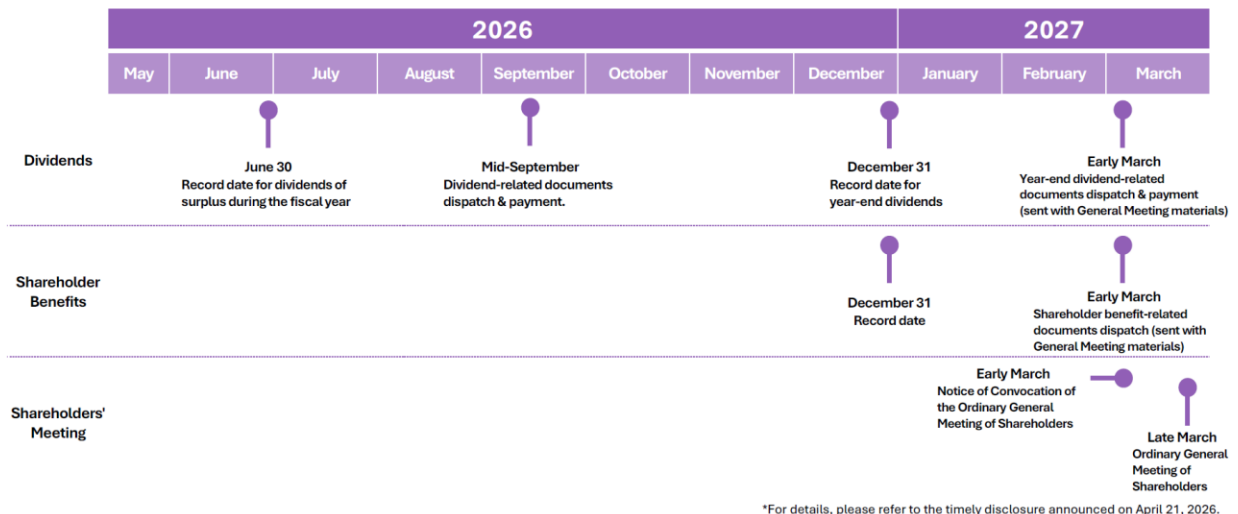 2026
2027
May
June
July
August
September
October
November
December
January
February
March
Dividends
June 30
Record date for dividends of
surplus during the fiscal year
Mid-September
Dividend-related documents
dispatch & payment.
December 31
Record date for
year-end dividends
Early March
Year-end dividend-related
documents dispatch & payment
(sent with General Meeting materials)
Shareholder
Benefits
December 31
Record date
Early March
Shareholder benefit-related
documents dispatch (sent with
General Meeting materials)
Shareholders'
Meeting
Early March
Notice of Convocation of
the Ordinary General
Meeting of Shareholders
Late March
Ordinary General
Meeting of
Shareholders
*For details, please refer to the timely disclosure announced on April 21, 2026.